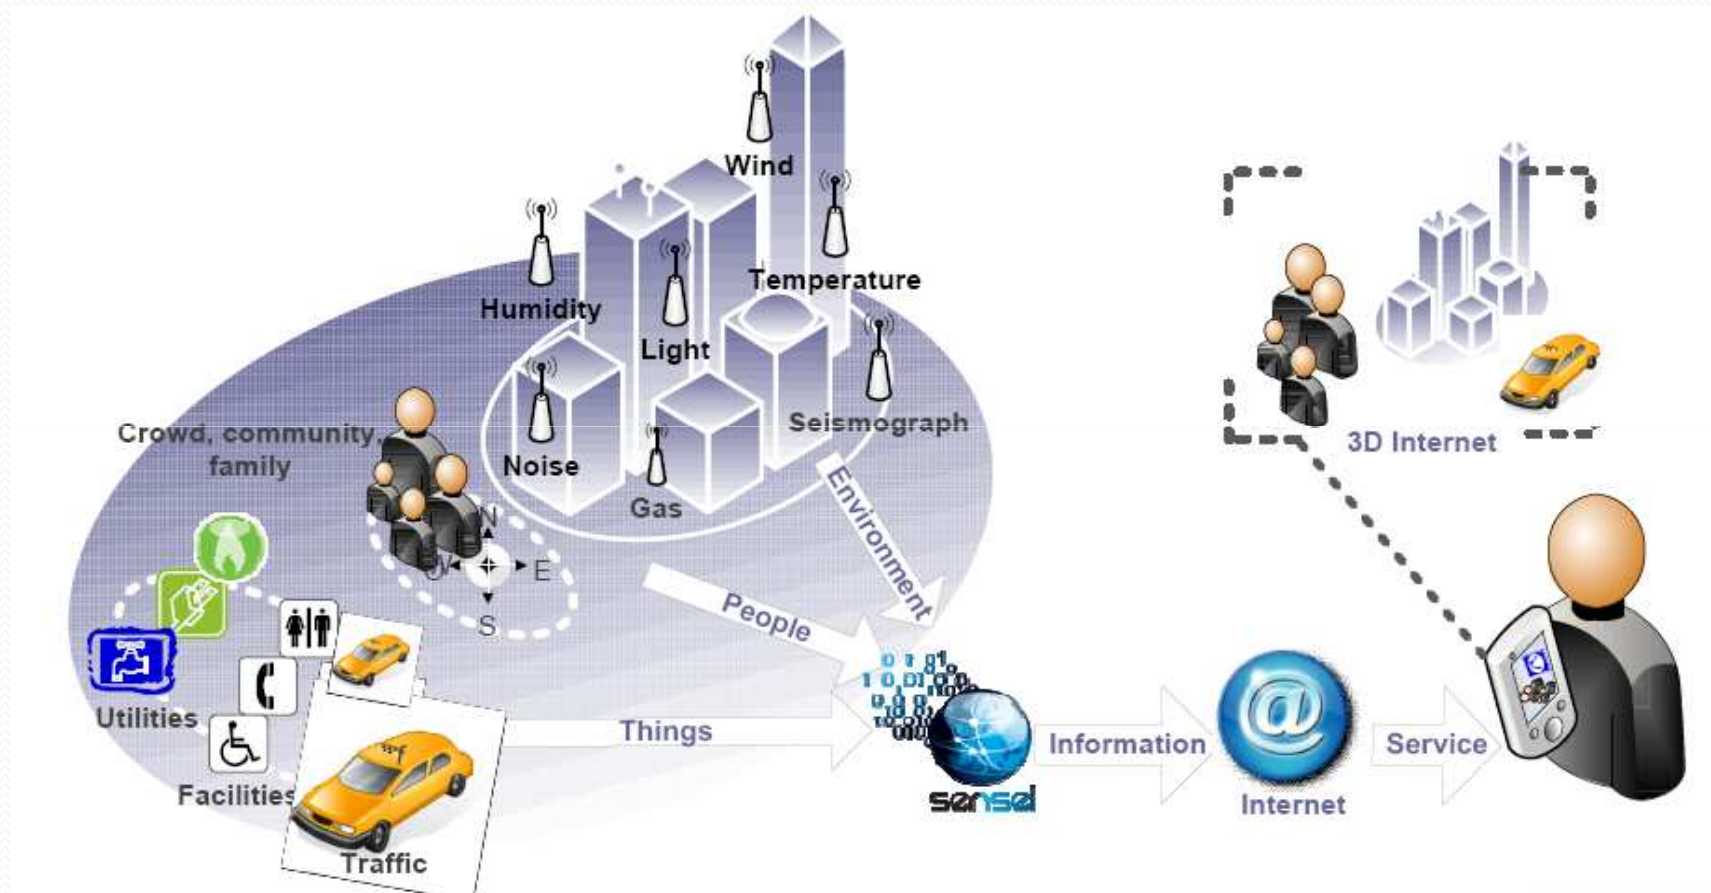 Wind
Temperature
Humidity
Light
Seismograph
Noise
Gas
Crowd, community,
family
N
W
E
S
Utilities
Facilities
Traffic
Environment
People
Things
sensei
Information
@
Internet
Service
3D Internet